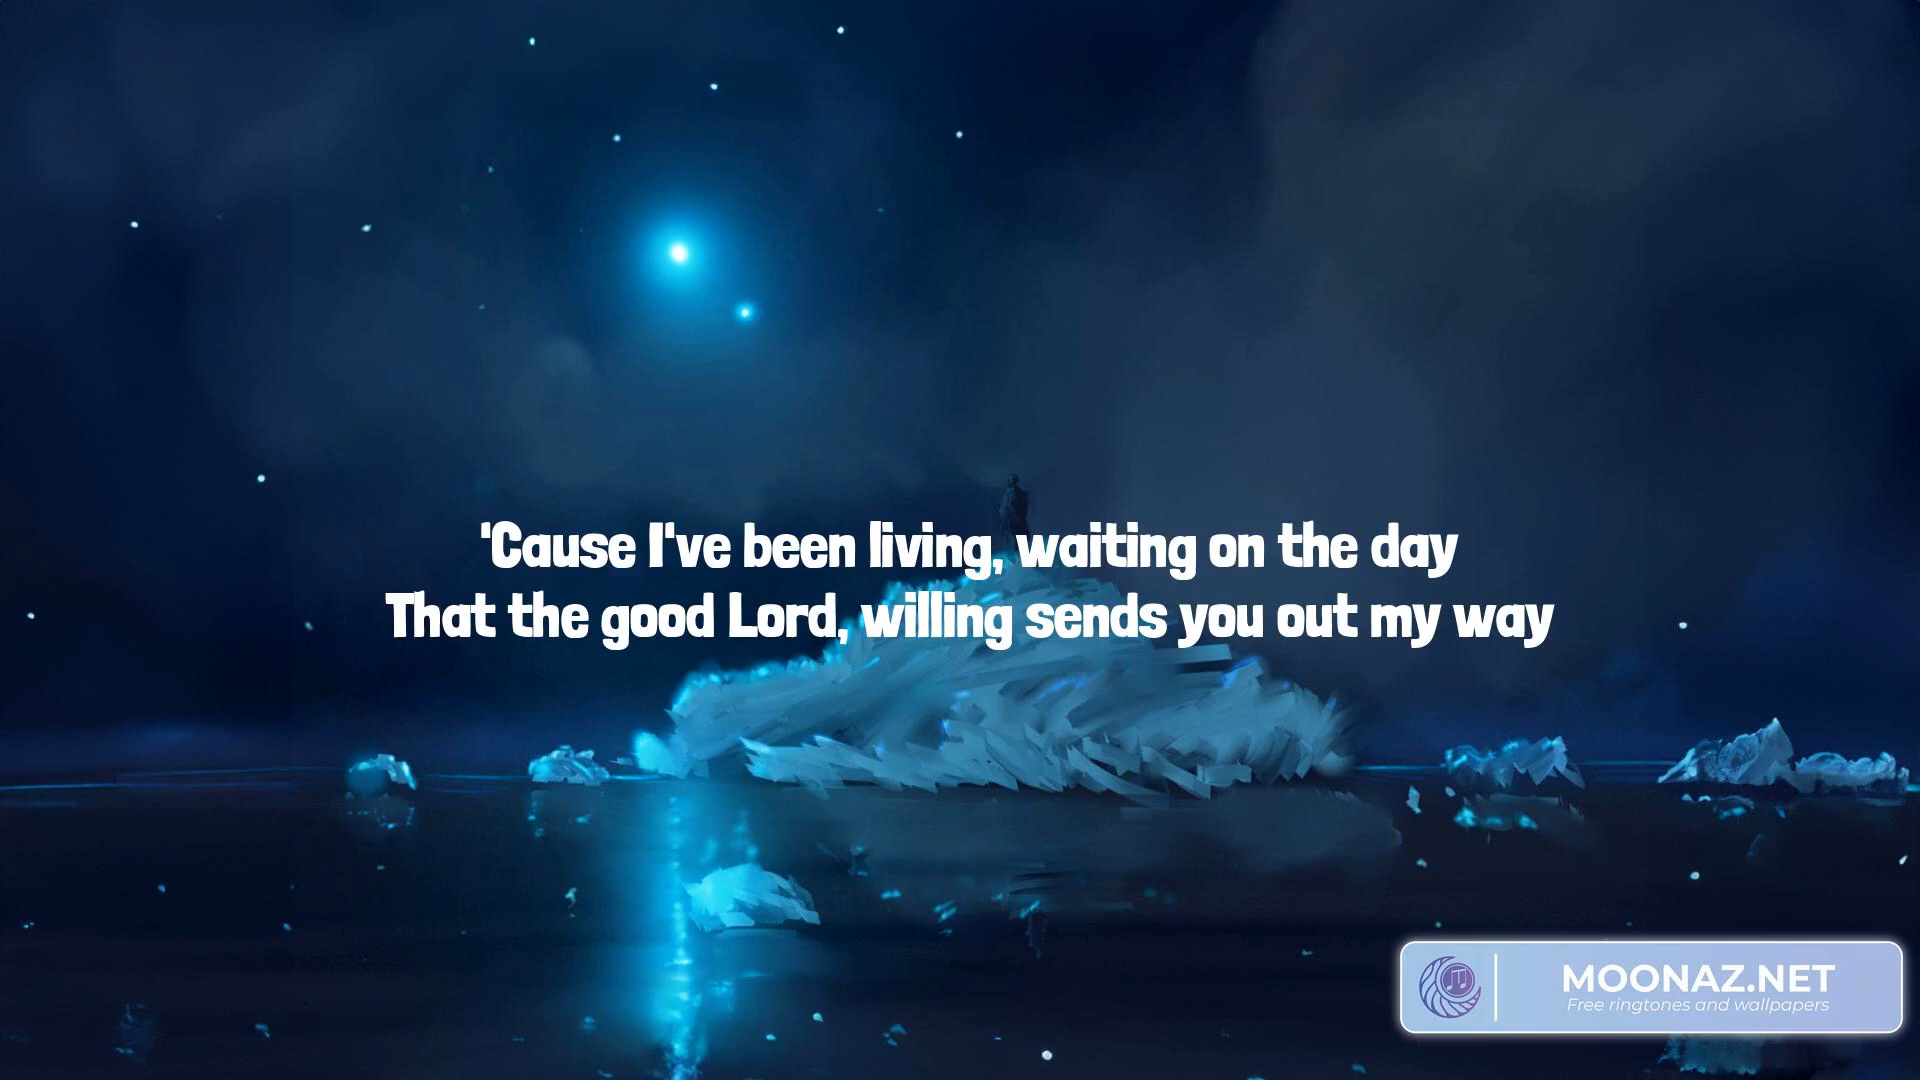 'Cause I've been living, waiting on the day
That the good Lord, willing sends you out my way
MOONAZ.NET
Free ringtones and wallpapers